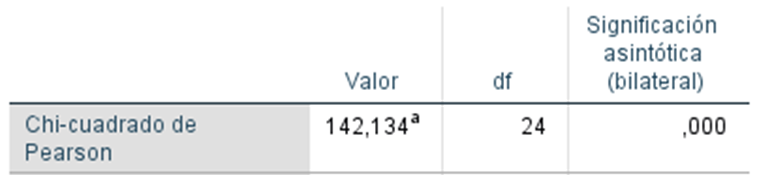 Significación
asintótica
Valor df (bilateral)
Chi-cuadrado de
Pearson 142,134ª 24 ,000